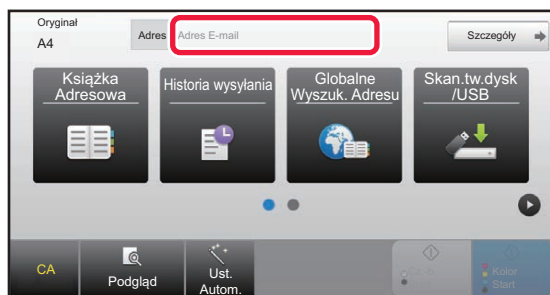 Oryginał
A4
Adres
Adres E-mail
Szczegóły
Książka
Adresowa
Historia wysyłania
Globalne
Wyszuk. Adresu
Skan.tw.dysk
/USB
CA
Podgląd
Ust.
Autom.
Kolor
Start